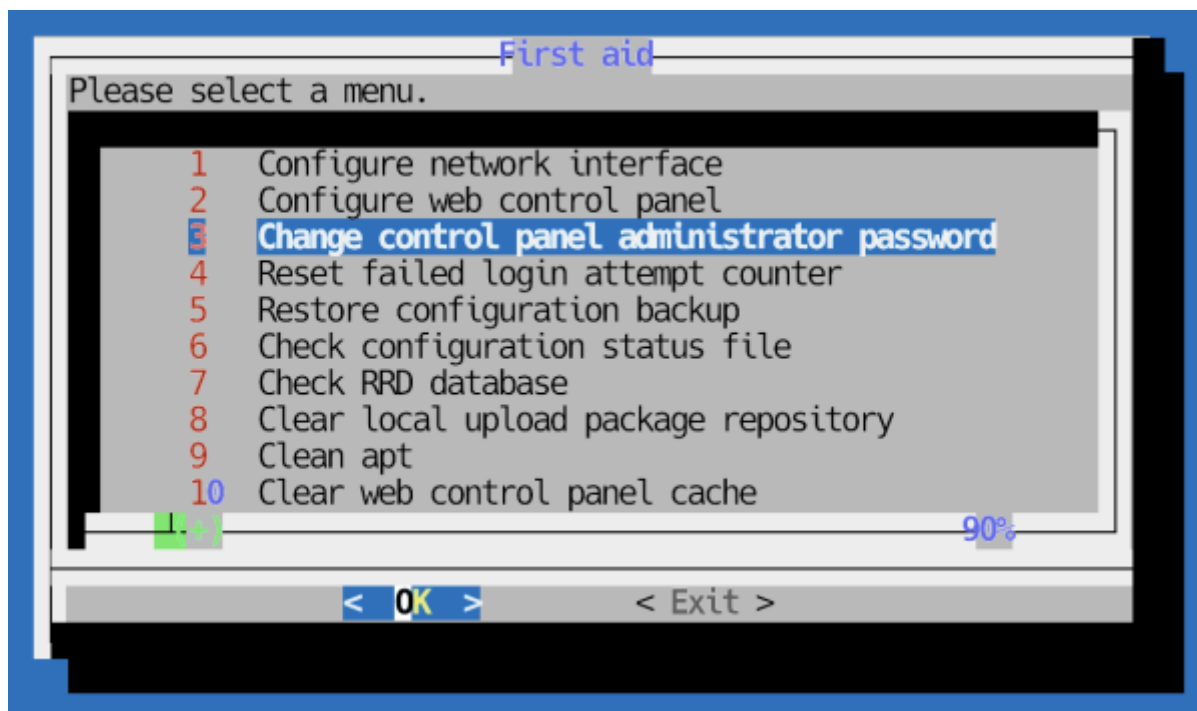 First aid
Please select a menu.
1 Configure network interface
2 Configure web control panel
3 Change control panel administrator password
4 Reset failed login attempt counter
5 Restore configuration backup
6 Check configuration status file
7 Check RRD database
8 Clear local upload package repository
9 Clean apt
10 Clear web control panel cache
(+) 90%
< OK > < Exit >